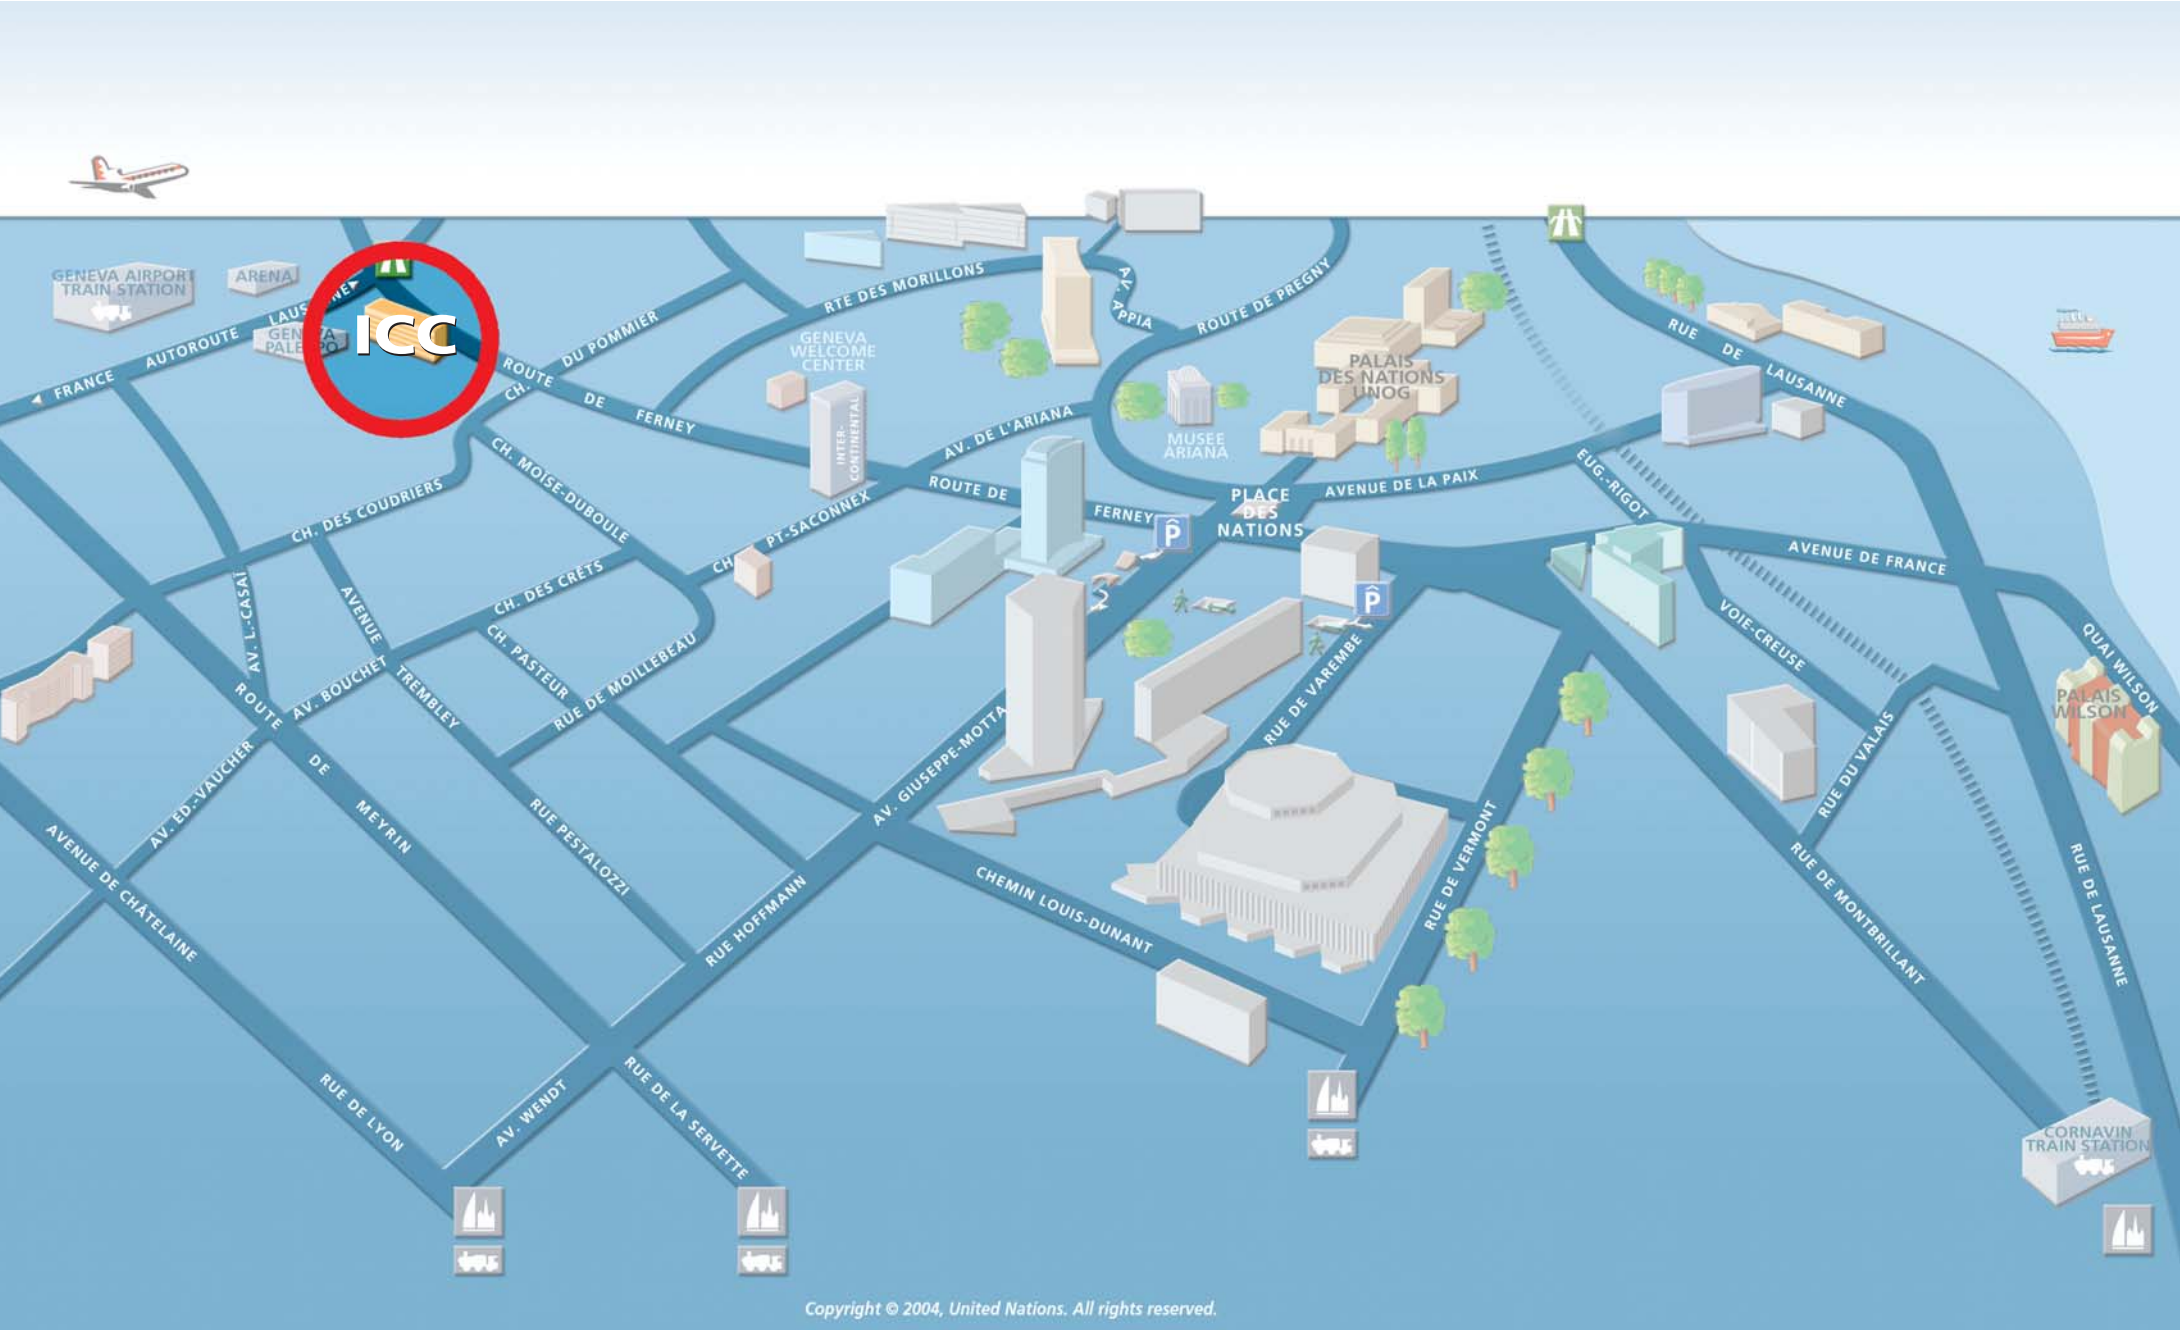 GENEVA AIRPORT
TRAIN STATION
ARENA
AUTOROUTE
FRANCE
ICC
CH. DU POMMIER
ROUTE DE FERNEY
RTE DES MORILLONS
AV. APPIA
ROUTE DE PREGNY
GENEVA
WELCOME
CENTER
INTER-
CONTINENTAL
AV. DE L'ARIANA
MUSEE
ARIANA
PALAIS
DES NATIONS
UNOG
RUE DE LAUSANNE
CH. MOISE-DUBOULE
CH. DES COUDRIERS
PT-SACONNEX
ROUTE DE
FERNEY
P
PLACE
DES
NATIONS
AVENUE DE LA PAIX
EUG.-RIGOT
AVENUE DE FRANCE
P
AV. L.-CASAÏ
AVENUE
TREMBLEY
CH. DES CRÊTS
CH. PASTEUR
RUE DE MOILLEBEAU
AV. BOUCHET
ROUTE
DE
MEYRIN
AV. ED.-VAUCHER
AVENUE DE CHÂTELAINE
RUE PESTALOZZI
AV. GIUSEPPE-MOTTA
RUE DE VAREMBE
VOIE-CREUSE
QUAI WILSON
PALAIS
WILSON
RUE DU VALAIS
RUE HOFFMANN
CHEMIN LOUIS-DUNANT
RUE DE VERMONT
RUE DE MONTBRILLANT
RUE DE LAUSANNE
RUE DE LYON
AV. WENDT
RUE DE LA SERVETTE
CORNAVIN
TRAIN STATION
Copyright © 2004, United Nations. All rights reserved.